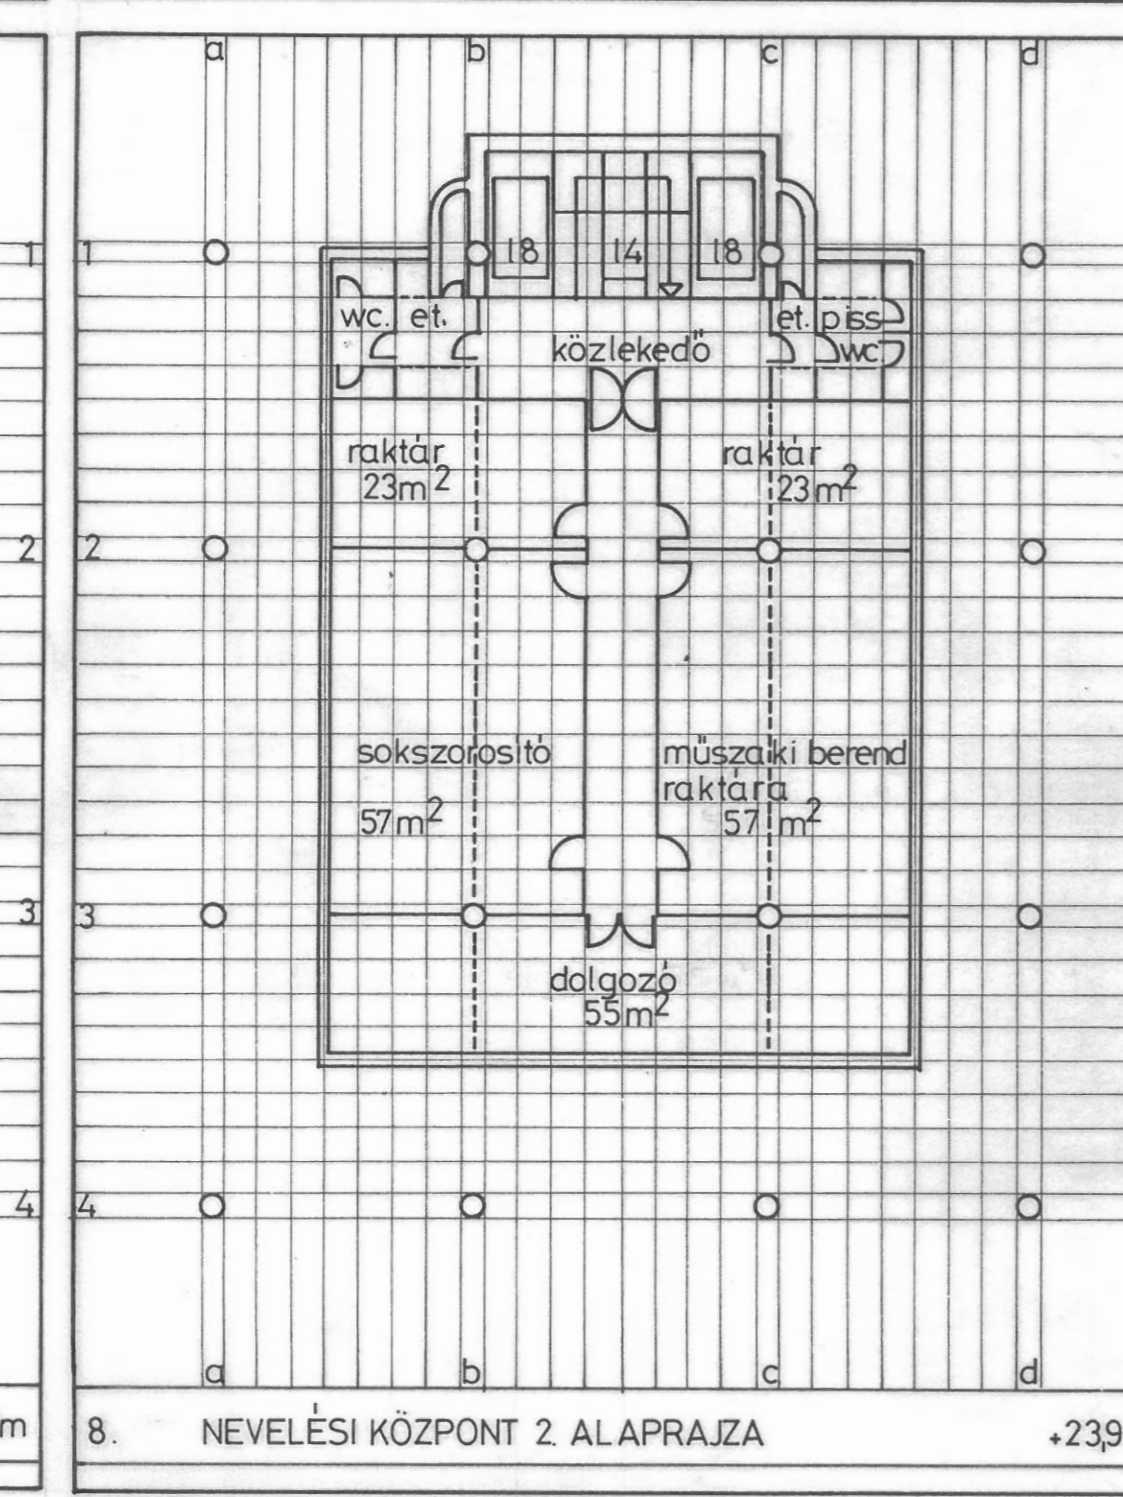 a b c d
18 14 18
1 1
wc. et. et. piss
közlekedő wc
raktár raktár
23m² 23m²
2 2
sokszorosító műszaki berend
raktára
57m² 57 m²
3 3
dolgozó
55m²
4 4
a b c d
m 8. NEVELÉSI KÖZPONT 2. ALAPRAJZA +23,9